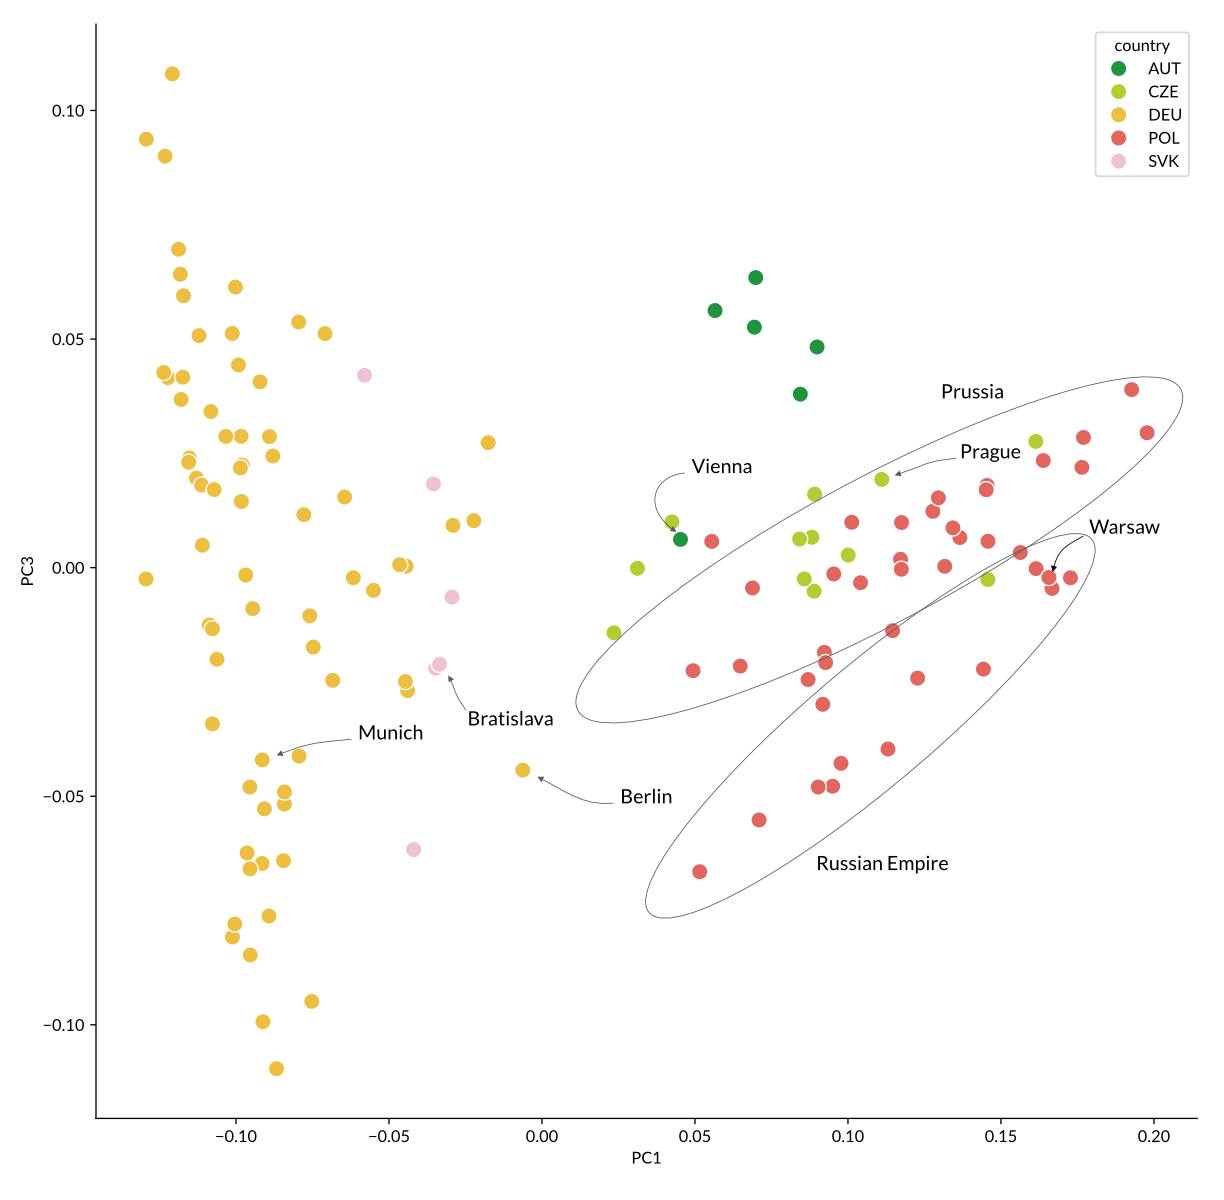 country
AUT
CZE
DEU
POL
SVK
0.10
0.05
0.00
−0.05
−0.10
PC3
Prussia
Prague
Vienna
Warsaw
Bratislava
Munich
Berlin
Russian Empire
−0.10 −0.05 0.00 0.05 0.10 0.15 0.20
PC1